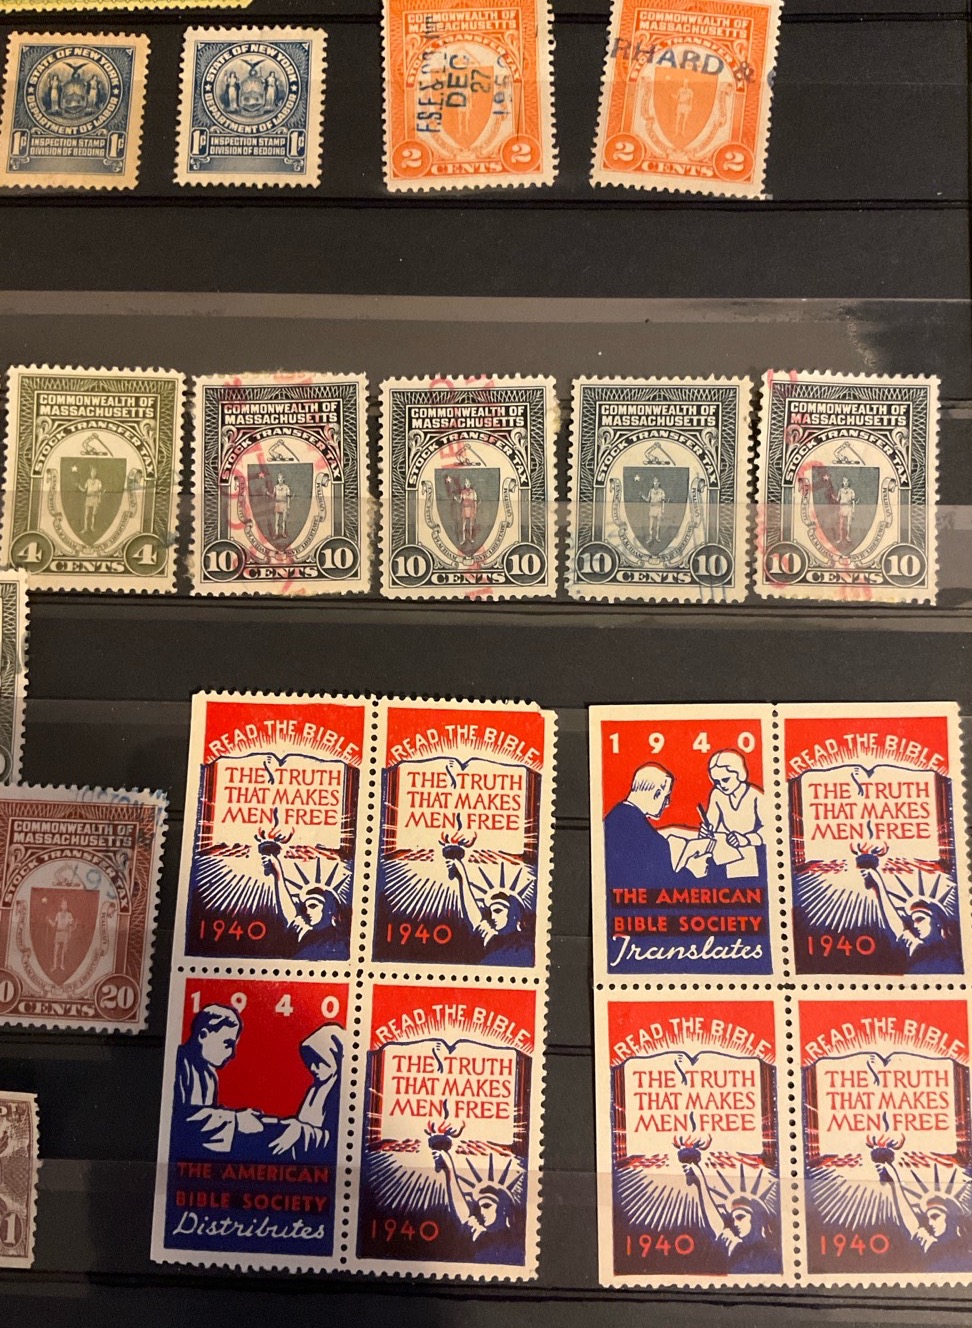 STATE OF NEW YORK
DEPARTMENT OF LABOR
1¢ 1¢
INSPECTION STAMP
DIVISION OF BEDDING
STATE OF NEW YORK
DEPARTMENT OF LABOR
1¢ 1¢
INSPECTION STAMP
DIVISION OF BEDDING
COMMONWEALTH OF
MASSACHUSETTS
DEC
27
2 2
CENTS
COMMONWEALTH OF
MASSACHUSETTS
RHARD &
2 2
CENTS
COMMONWEALTH OF
MASSACHUSETTS
STOCK TRANSFER TAX
4 4
CENTS
COMMONWEALTH OF
MASSACHUSETTS
STOCK TRANSFER TAX
10 10
CENTS
COMMONWEALTH OF
MASSACHUSETTS
STOCK TRANSFER TAX
10 10
CENTS
COMMONWEALTH OF
MASSACHUSETTS
STOCK TRANSFER TAX
10 10
CENTS
COMMONWEALTH OF
MASSACHUSETTS
STOCK TRANSFER TAX
10 10
CENTS
COMMONWEALTH OF
MASSACHUSETTS
STOCK TRANSFER TAX
0 20
CENTS
1
READ THE BIBLE
THE TRUTH
THAT MAKES
MEN FREE
1940
READ THE BIBLE
THE TRUTH
THAT MAKES
MEN FREE
1940
1940
THE AMERICAN
BIBLE SOCIETY
Distributes
READ THE BIBLE
THE TRUTH
THAT MAKES
MEN FREE
1940
1940
THE AMERICAN
BIBLE SOCIETY
Translates
READ THE BIBLE
THE TRUTH
THAT MAKES
MEN FREE
1940
READ THE BIBLE
THE TRUTH
THAT MAKES
MEN FREE
1940
READ THE BIBLE
THE TRUTH
THAT MAKES
MEN FREE
1940